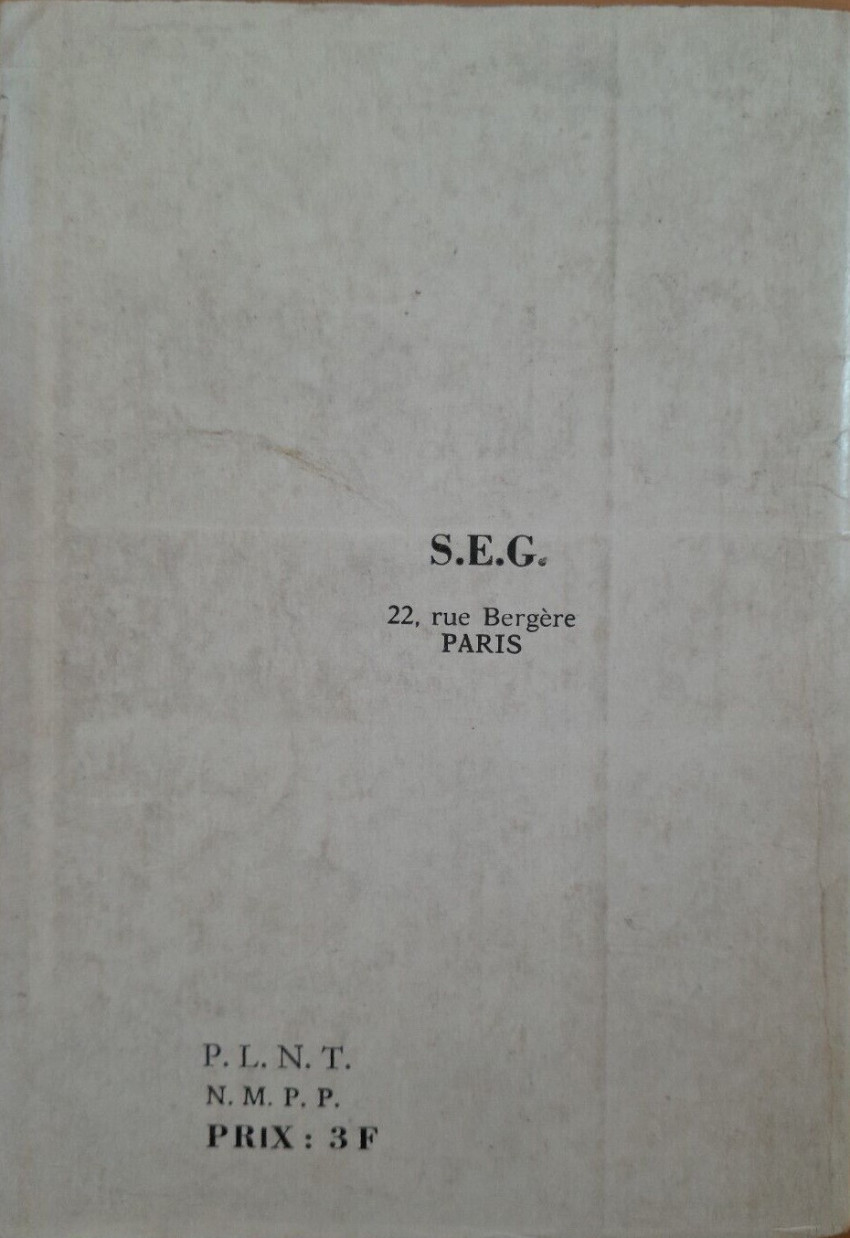 S.E.G.
22, rue Bergère
PARIS
P. L. N. T.
N. M. P. P.
PRIX : 3 F